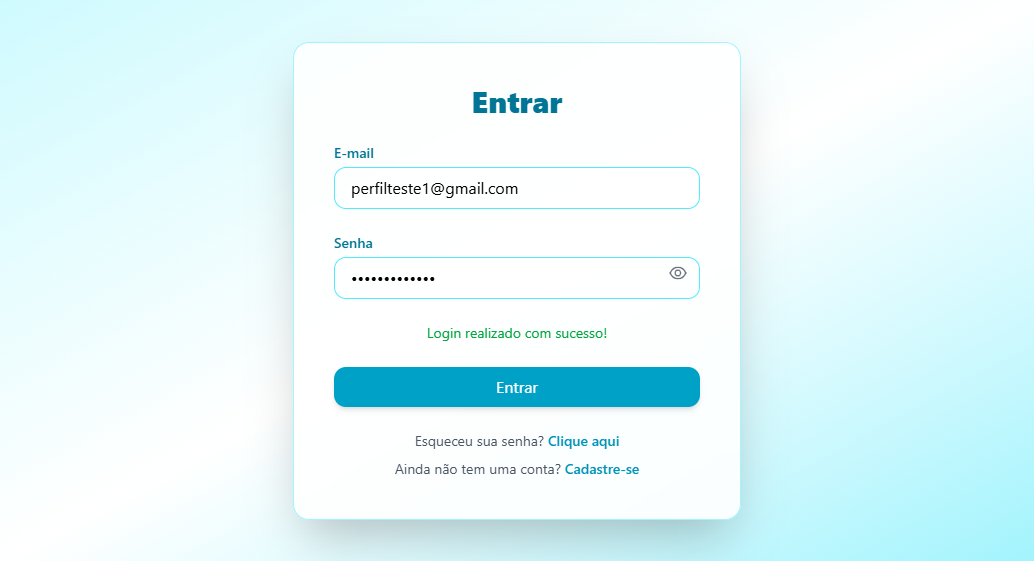 Entrar
E-mail
perfilteste1@gmail.com
Senha
•••••••••••••
Login realizado com sucesso!
Entrar
Esqueceu sua senha? Clique aqui
Ainda não tem uma conta? Cadastre-se